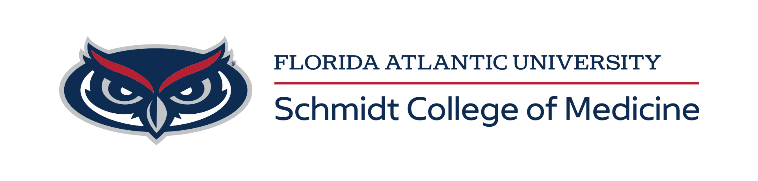 FLORIDA ATLANTIC UNIVERSITY
Schmidt College of Medicine